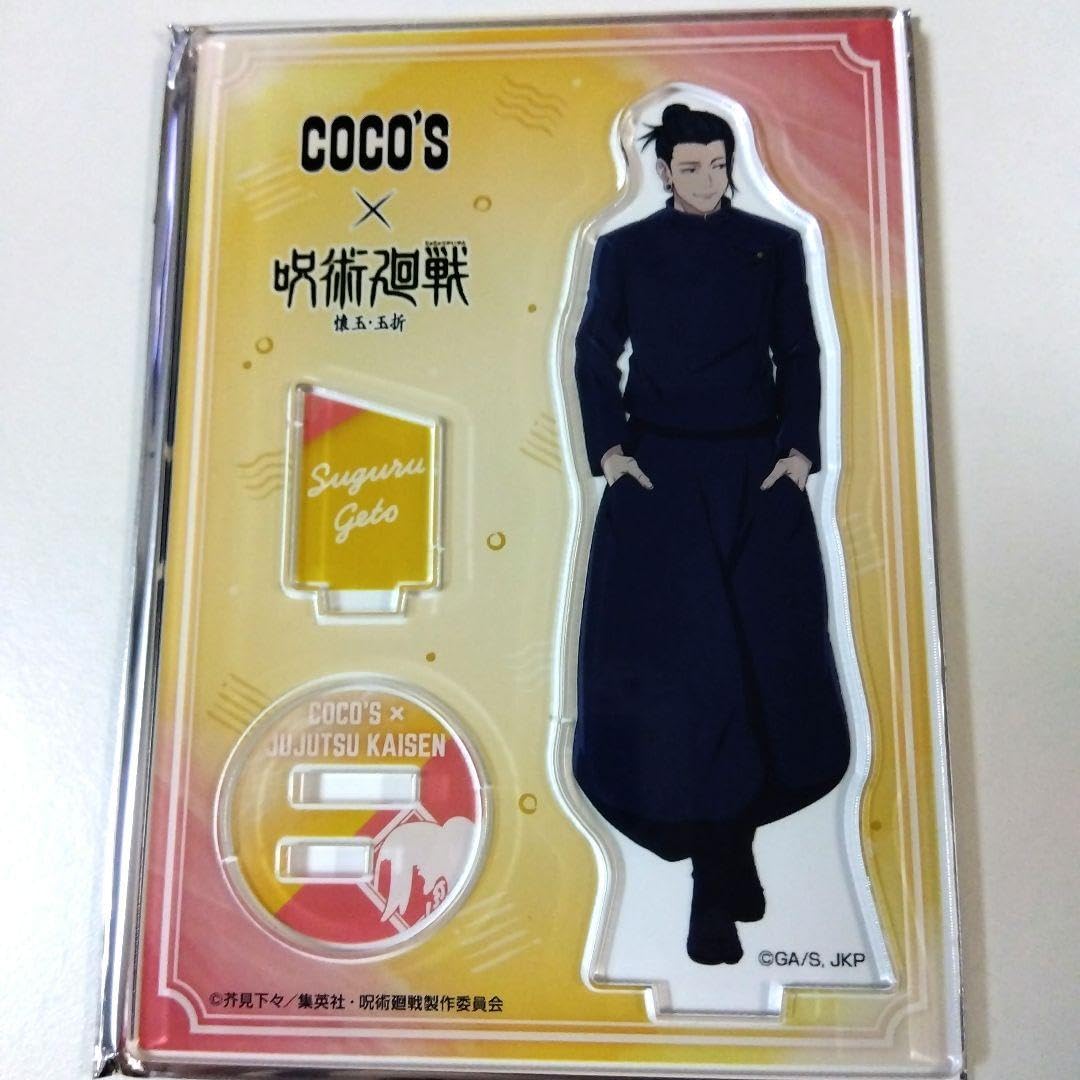 COCO'S
×
呪術廻戦
懐玉・玉折
Suguru
Geto
COCO'S ×
JUJUTSU KAISEN
©GA/S, JKP
©芥見下々／集英社・呪術廻戦製作委員会